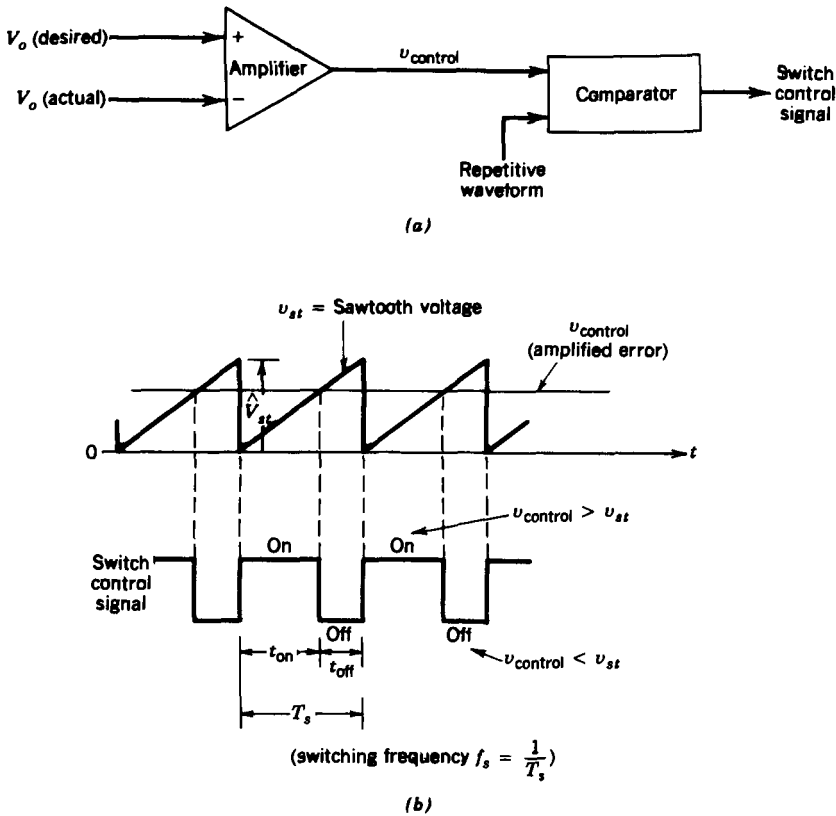 V_o (desired)
+
Amplifier
V_o (actual)
−
v_control
Comparator
Switch
control
signal
Repetitive
waveform
(a)
v_st = Sawtooth voltage
v_control
(amplified error)
V̂_st
0
t
v_control > v_st
On
On
Switch
control
signal
Off
Off
t_on
t_off
v_control < v_st
T_s
(switching frequency f_s = 1/T_s)
(b)